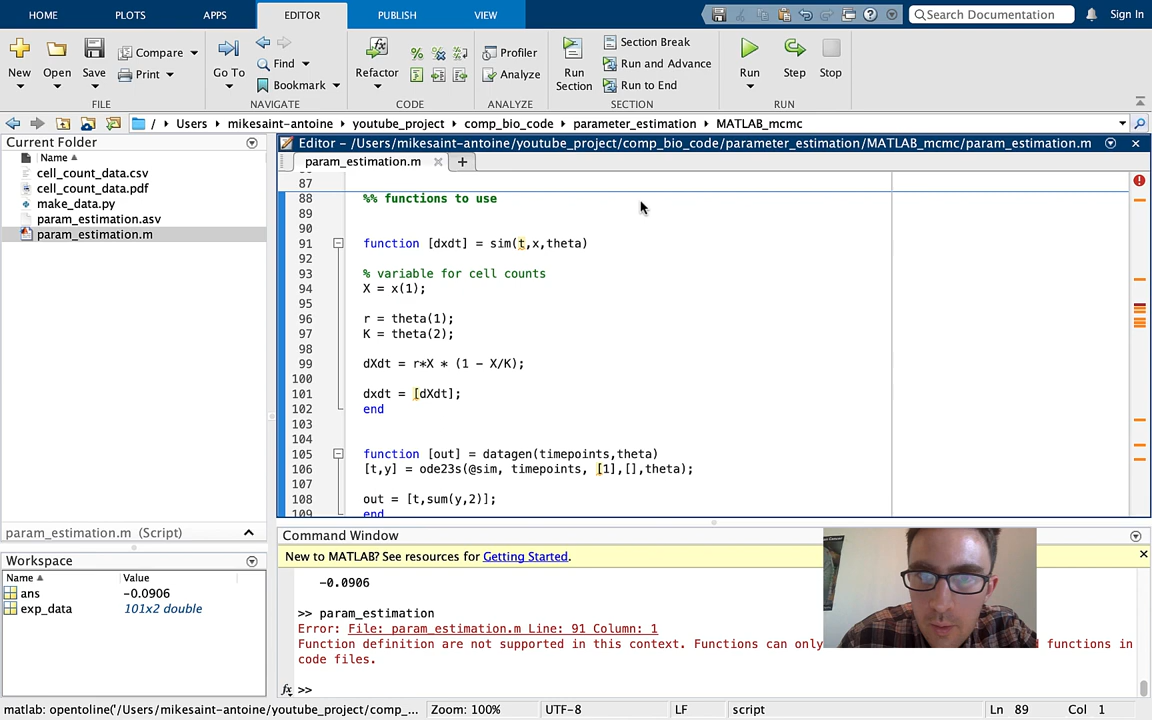 HOME PLOTS APPS EDITOR PUBLISH VIEW Search Documentation Sign In
New Open Save Compare Print Go To Find Bookmark Refactor Profiler Analyze Run Section Section Break Run and Advance Run to End Run Step Stop
FILE NAVIGATE CODE ANALYZE SECTION RUN
/ Users mikesaint-antoine youtube_project comp_bio_code parameter_estimation MATLAB_mcmc
Current Folder
Name
cell_count_data.csv
cell_count_data.pdf
make_data.py
param_estimation.asv
param_estimation.m
param_estimation.m (Script)
Workspace
Name Value
ans -0.0906
exp_data 101x2 double
Editor - /Users/mikesaint-antoine/youtube_project/comp_bio_code/parameter_estimation/MATLAB_mcmc/param_estimation.m
param_estimation.m
87
88 %% functions to use
89
90
91 function [dxdt] = sim(t,x,theta)
92
93 % variable for cell counts
94 X = x(1);
95
96 r = theta(1);
97 K = theta(2);
98
99 dXdt = r*X * (1 - X/K);
100
101 dxdt = [dXdt];
102 end
103
104
105 function [out] = datagen(timepoints,theta)
106 [t,y] = ode23s(@sim, timepoints, [1],[],theta);
107
108 out = [t,sum(y,2)];
109 end
Command Window
New to MATLAB? See resources for Getting Started.
-0.0906
>> param_estimation
Error: File: param_estimation.m Line: 91 Column: 1
Function definition are not supported in this context. Functions can only functions in
code files.
fx >>
matlab: opentoline('/Users/mikesaint-antoine/youtube_project/comp_... Zoom: 100% UTF-8 LF script Ln 89 Col 1